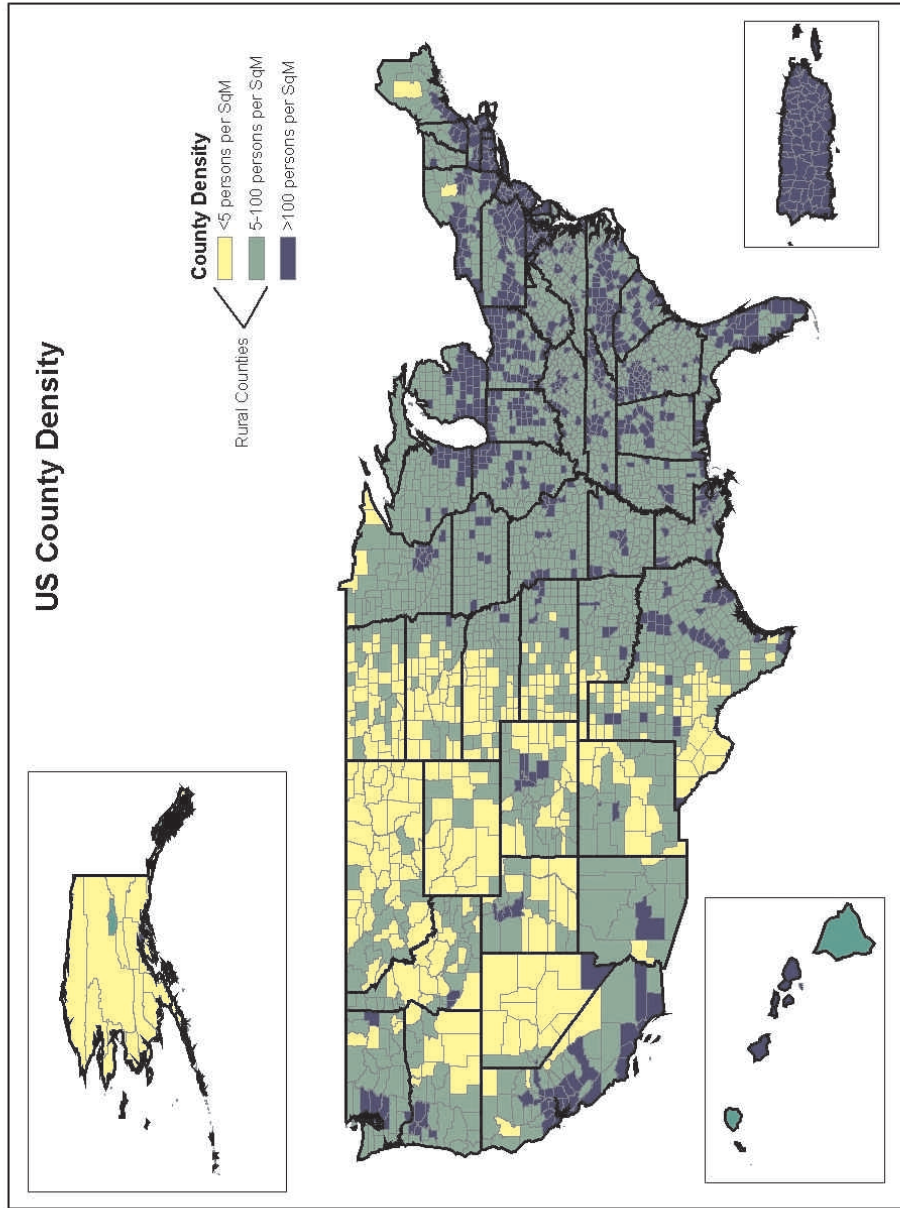 US County Density
County Density
<5 persons per SqM
5-100 persons per SqM
>100 persons per SqM
Rural Counties